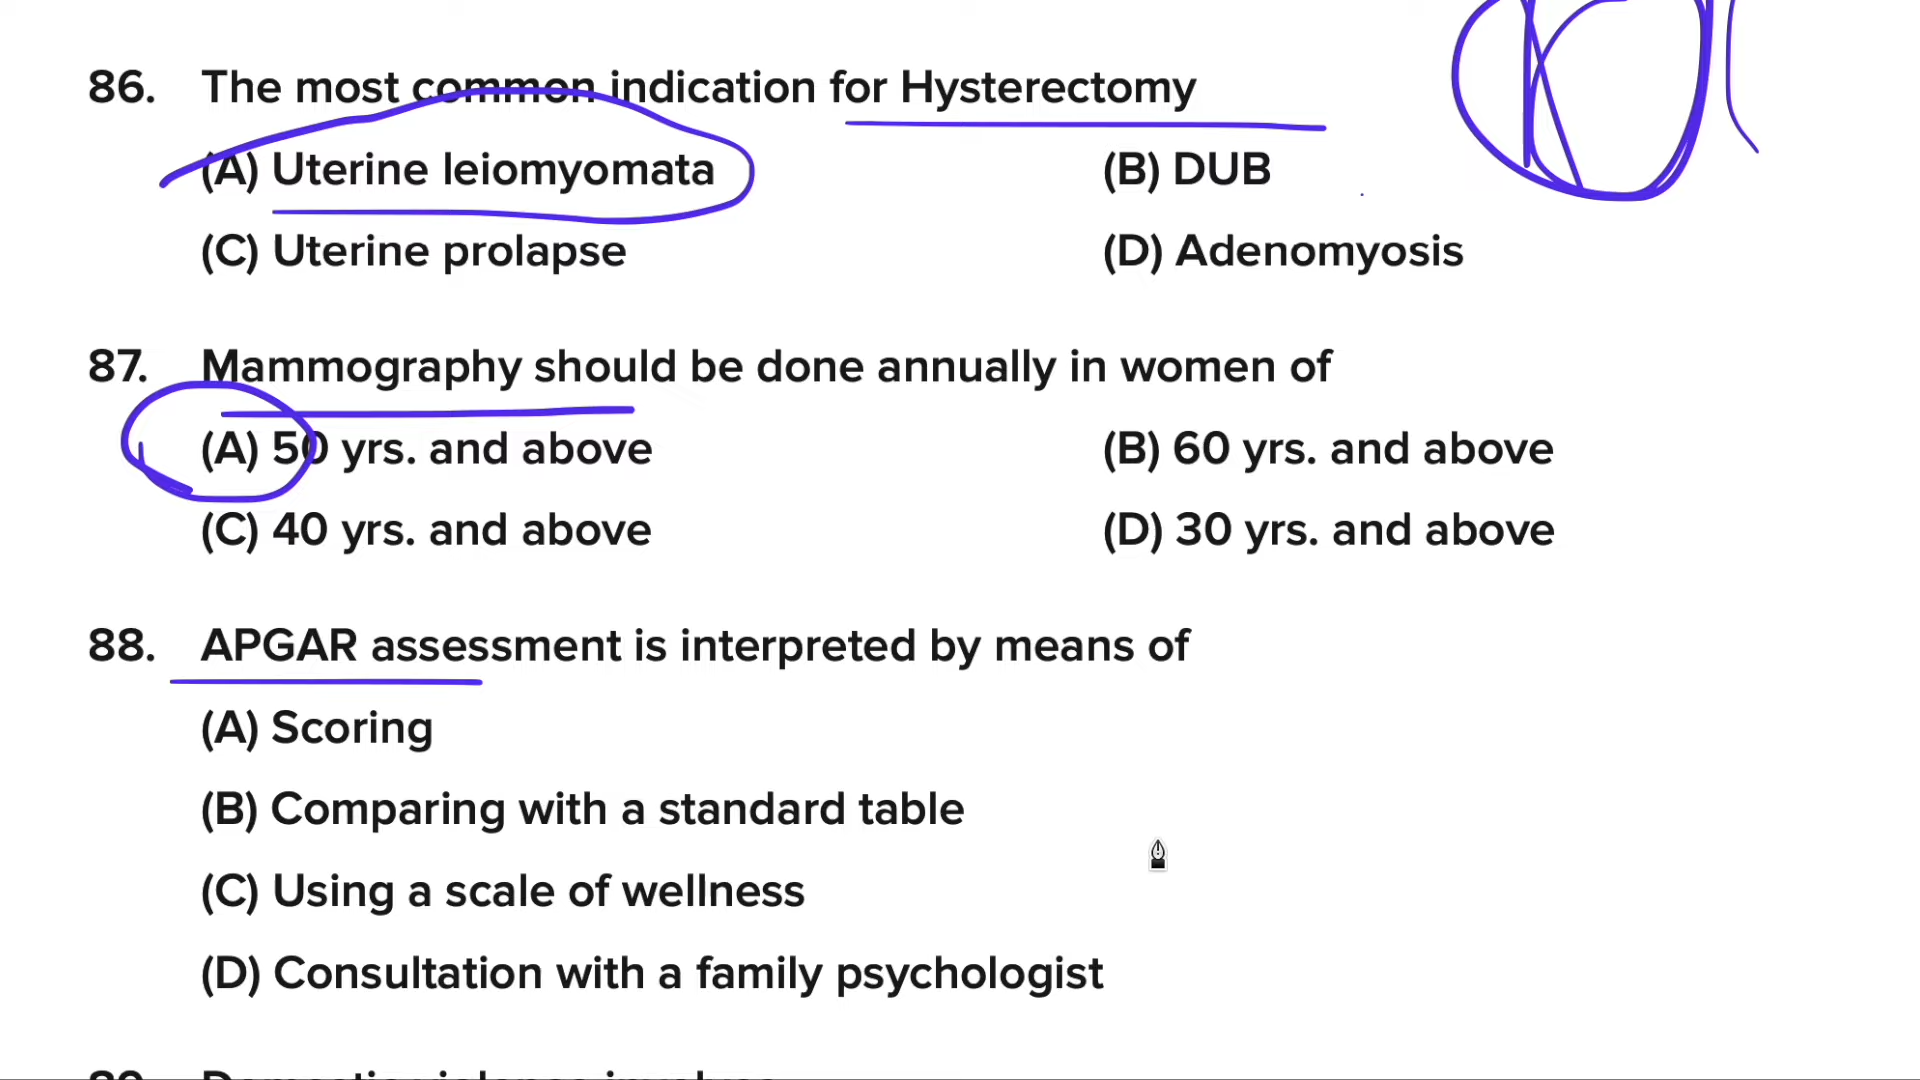 86. The most common indication for Hysterectomy
(A) Uterine leiomyomata (B) DUB
(C) Uterine prolapse (D) Adenomyosis
87. Mammography should be done annually in women of
(A) 50 yrs. and above (B) 60 yrs. and above
(C) 40 yrs. and above (D) 30 yrs. and above
88. APGAR assessment is interpreted by means of
(A) Scoring
(B) Comparing with a standard table
(C) Using a scale of wellness
(D) Consultation with a family psychologist